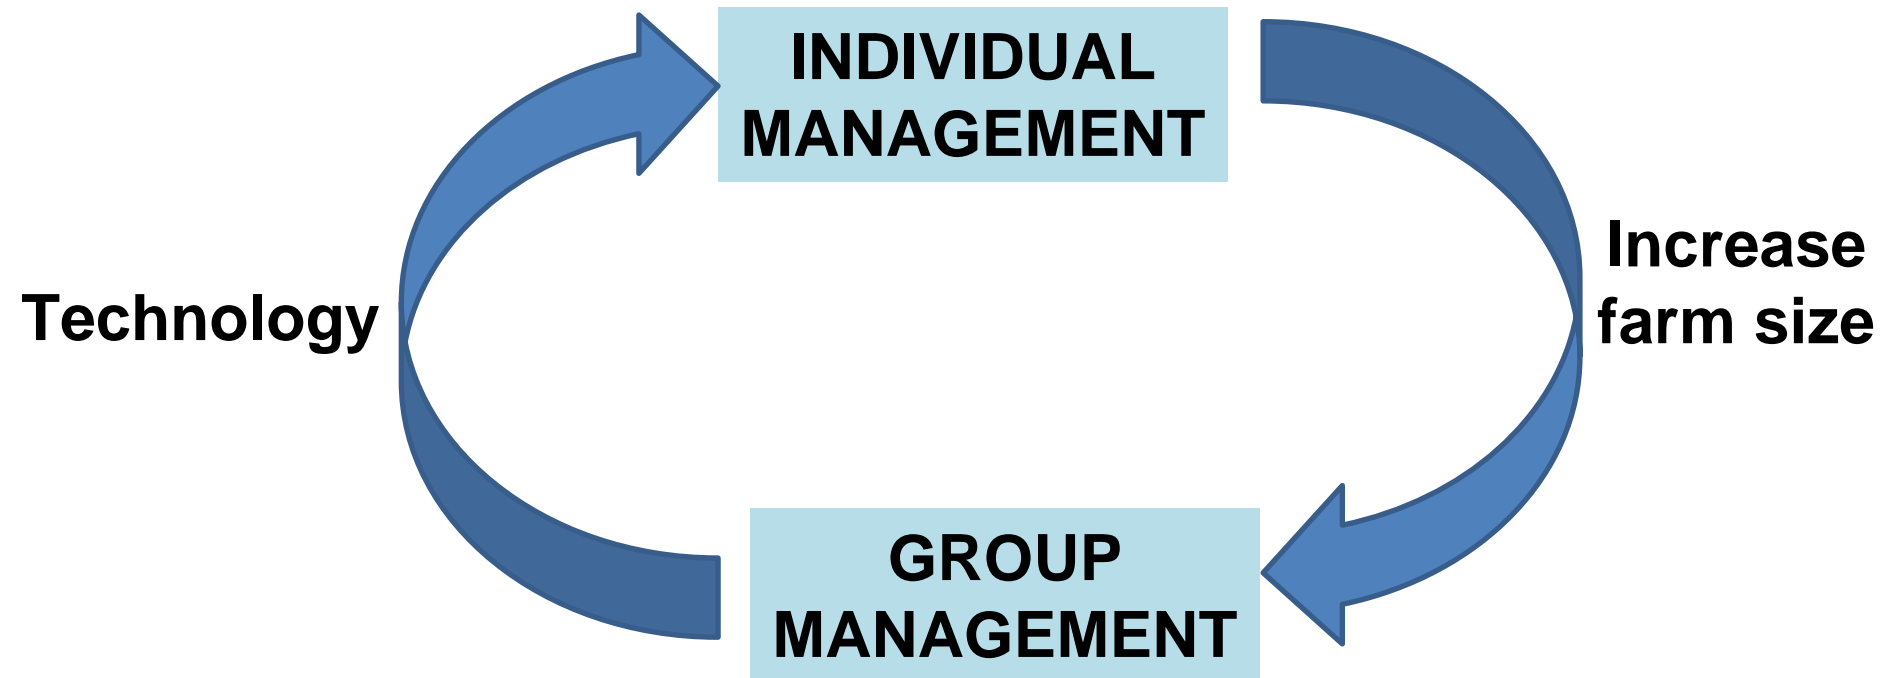 INDIVIDUAL
MANAGEMENT
Increase
farm size
Technology
GROUP
MANAGEMENT